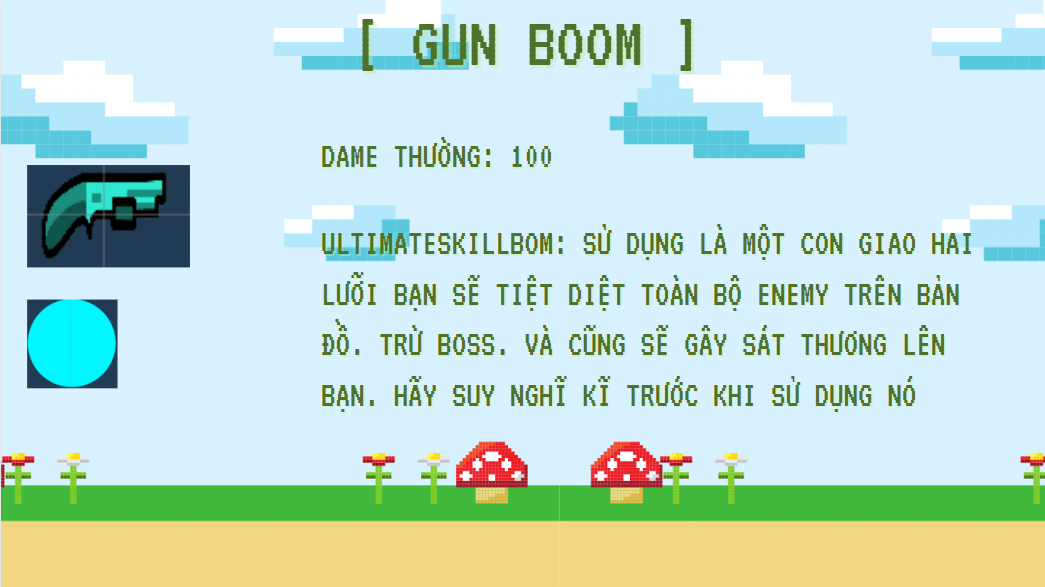 [ GUN BOOM ]
DAME THƯỜNG: 100
ULTIMATESKILLBOM: SỬ DỤNG LÀ MỘT CON GIAO HAI
LƯỠI BẠN SẼ TIỆT DIỆT TOÀN BỘ ENEMY TRÊN BẢN
ĐỒ. TRỪ BOSS. VÀ CŨNG SẼ GÂY SÁT THƯƠNG LÊN
BẠN. HÃY SUY NGHĨ KĨ TRƯỚC KHI SỬ DỤNG NÓ